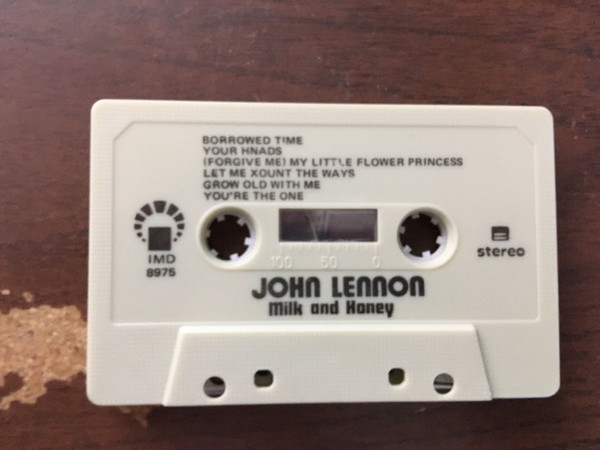 BORROWED TIME
YOUR HNADS
(FORGIVE ME) MY LITTLE FLOWER PRINCESS
LET ME XOUNT THE WAYS
GROW OLD WITH ME
YOU'RE THE ONE
IMD
8975
100 50 0
stereo
JOHN LENNON
Milk and Honey